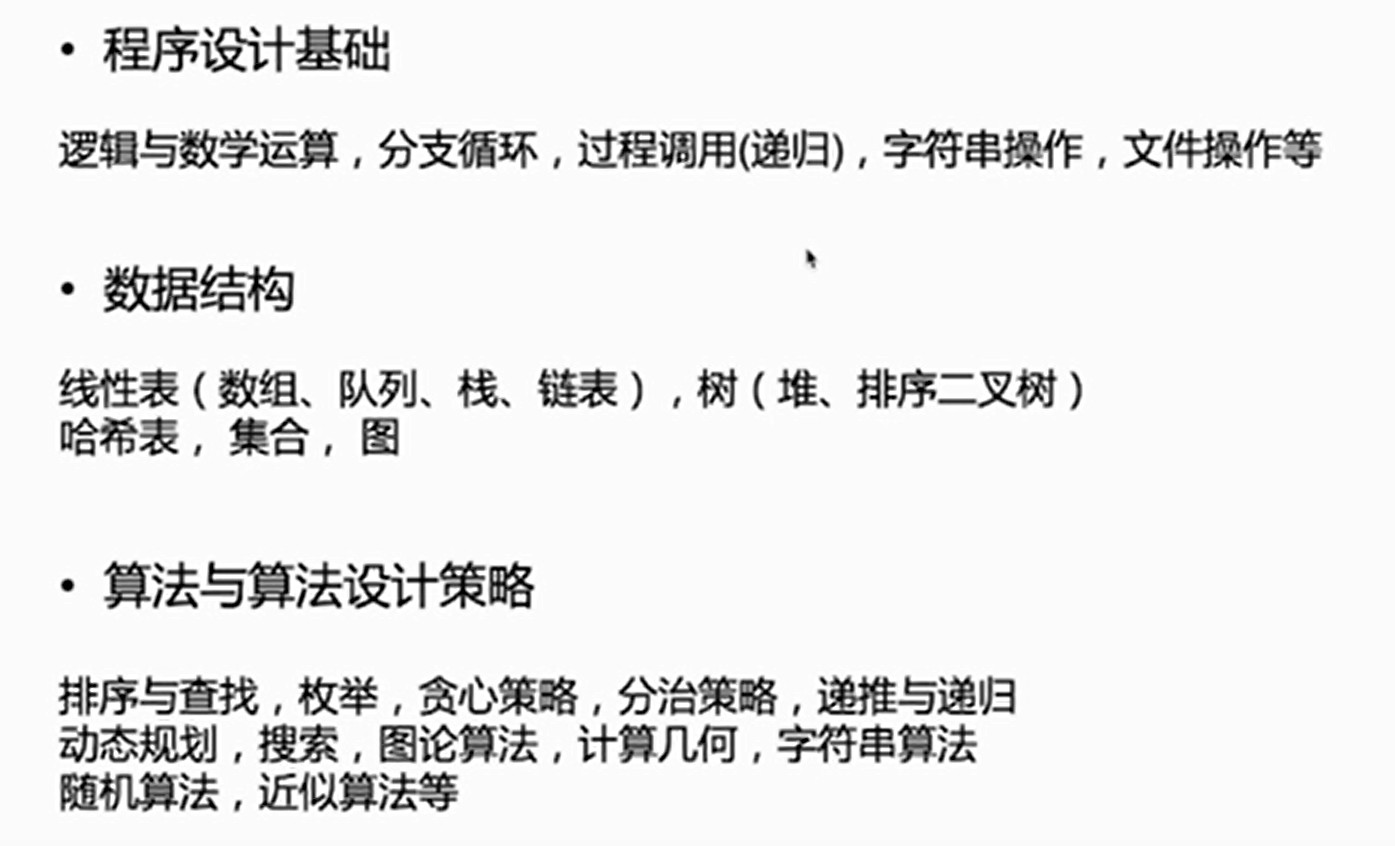 • 程序设计基础
逻辑与数学运算，分支循环，过程调用(递归)，字符串操作，文件操作等
• 数据结构
线性表（数组、队列、栈、链表），树（堆、排序二叉树）
哈希表， 集合， 图
• 算法与算法设计策略
排序与查找，枚举，贪心策略，分治策略，递推与递归
动态规划，搜索，图论算法，计算几何，字符串算法
随机算法，近似算法等